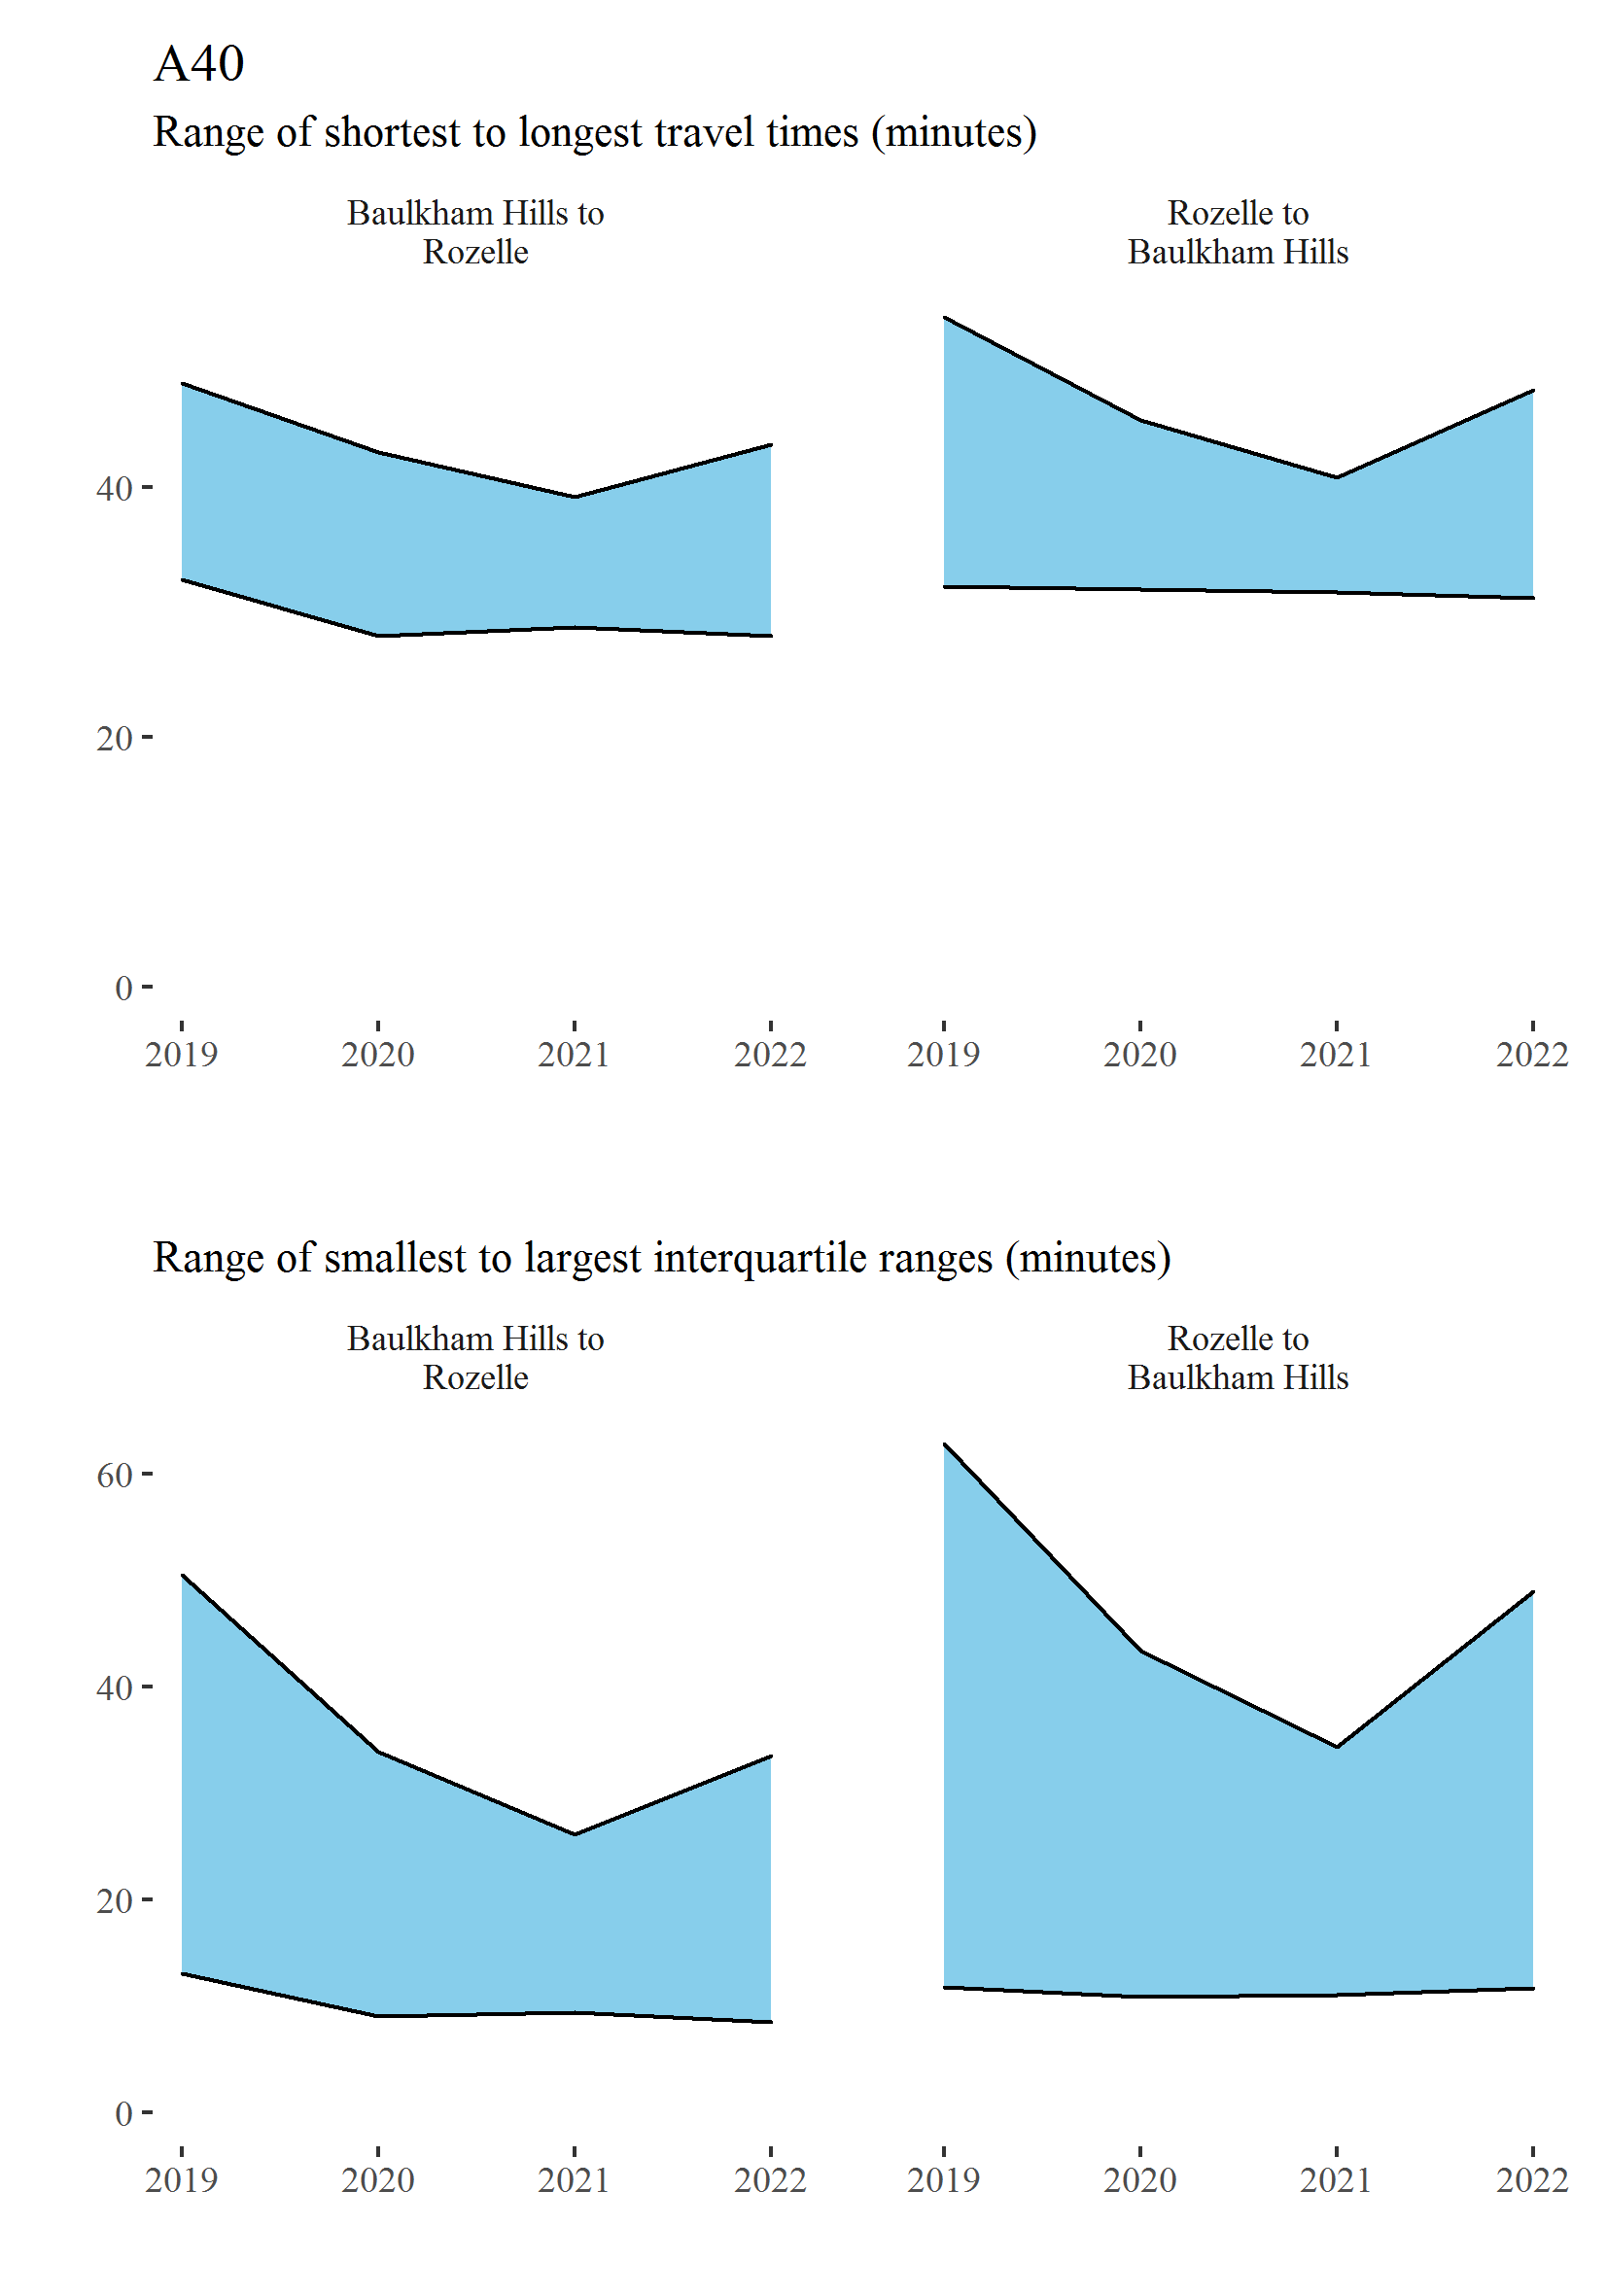 A40
Range of shortest to longest travel times (minutes)
Baulkham Hills to
Rozelle
Rozelle to
Baulkham Hills
40
20
0
2019 2020 2021 2022 2019 2020 2021 2022
Range of smallest to largest interquartile ranges (minutes)
Baulkham Hills to
Rozelle
Rozelle to
Baulkham Hills
60
40
20
0
2019 2020 2021 2022 2019 2020 2021 2022